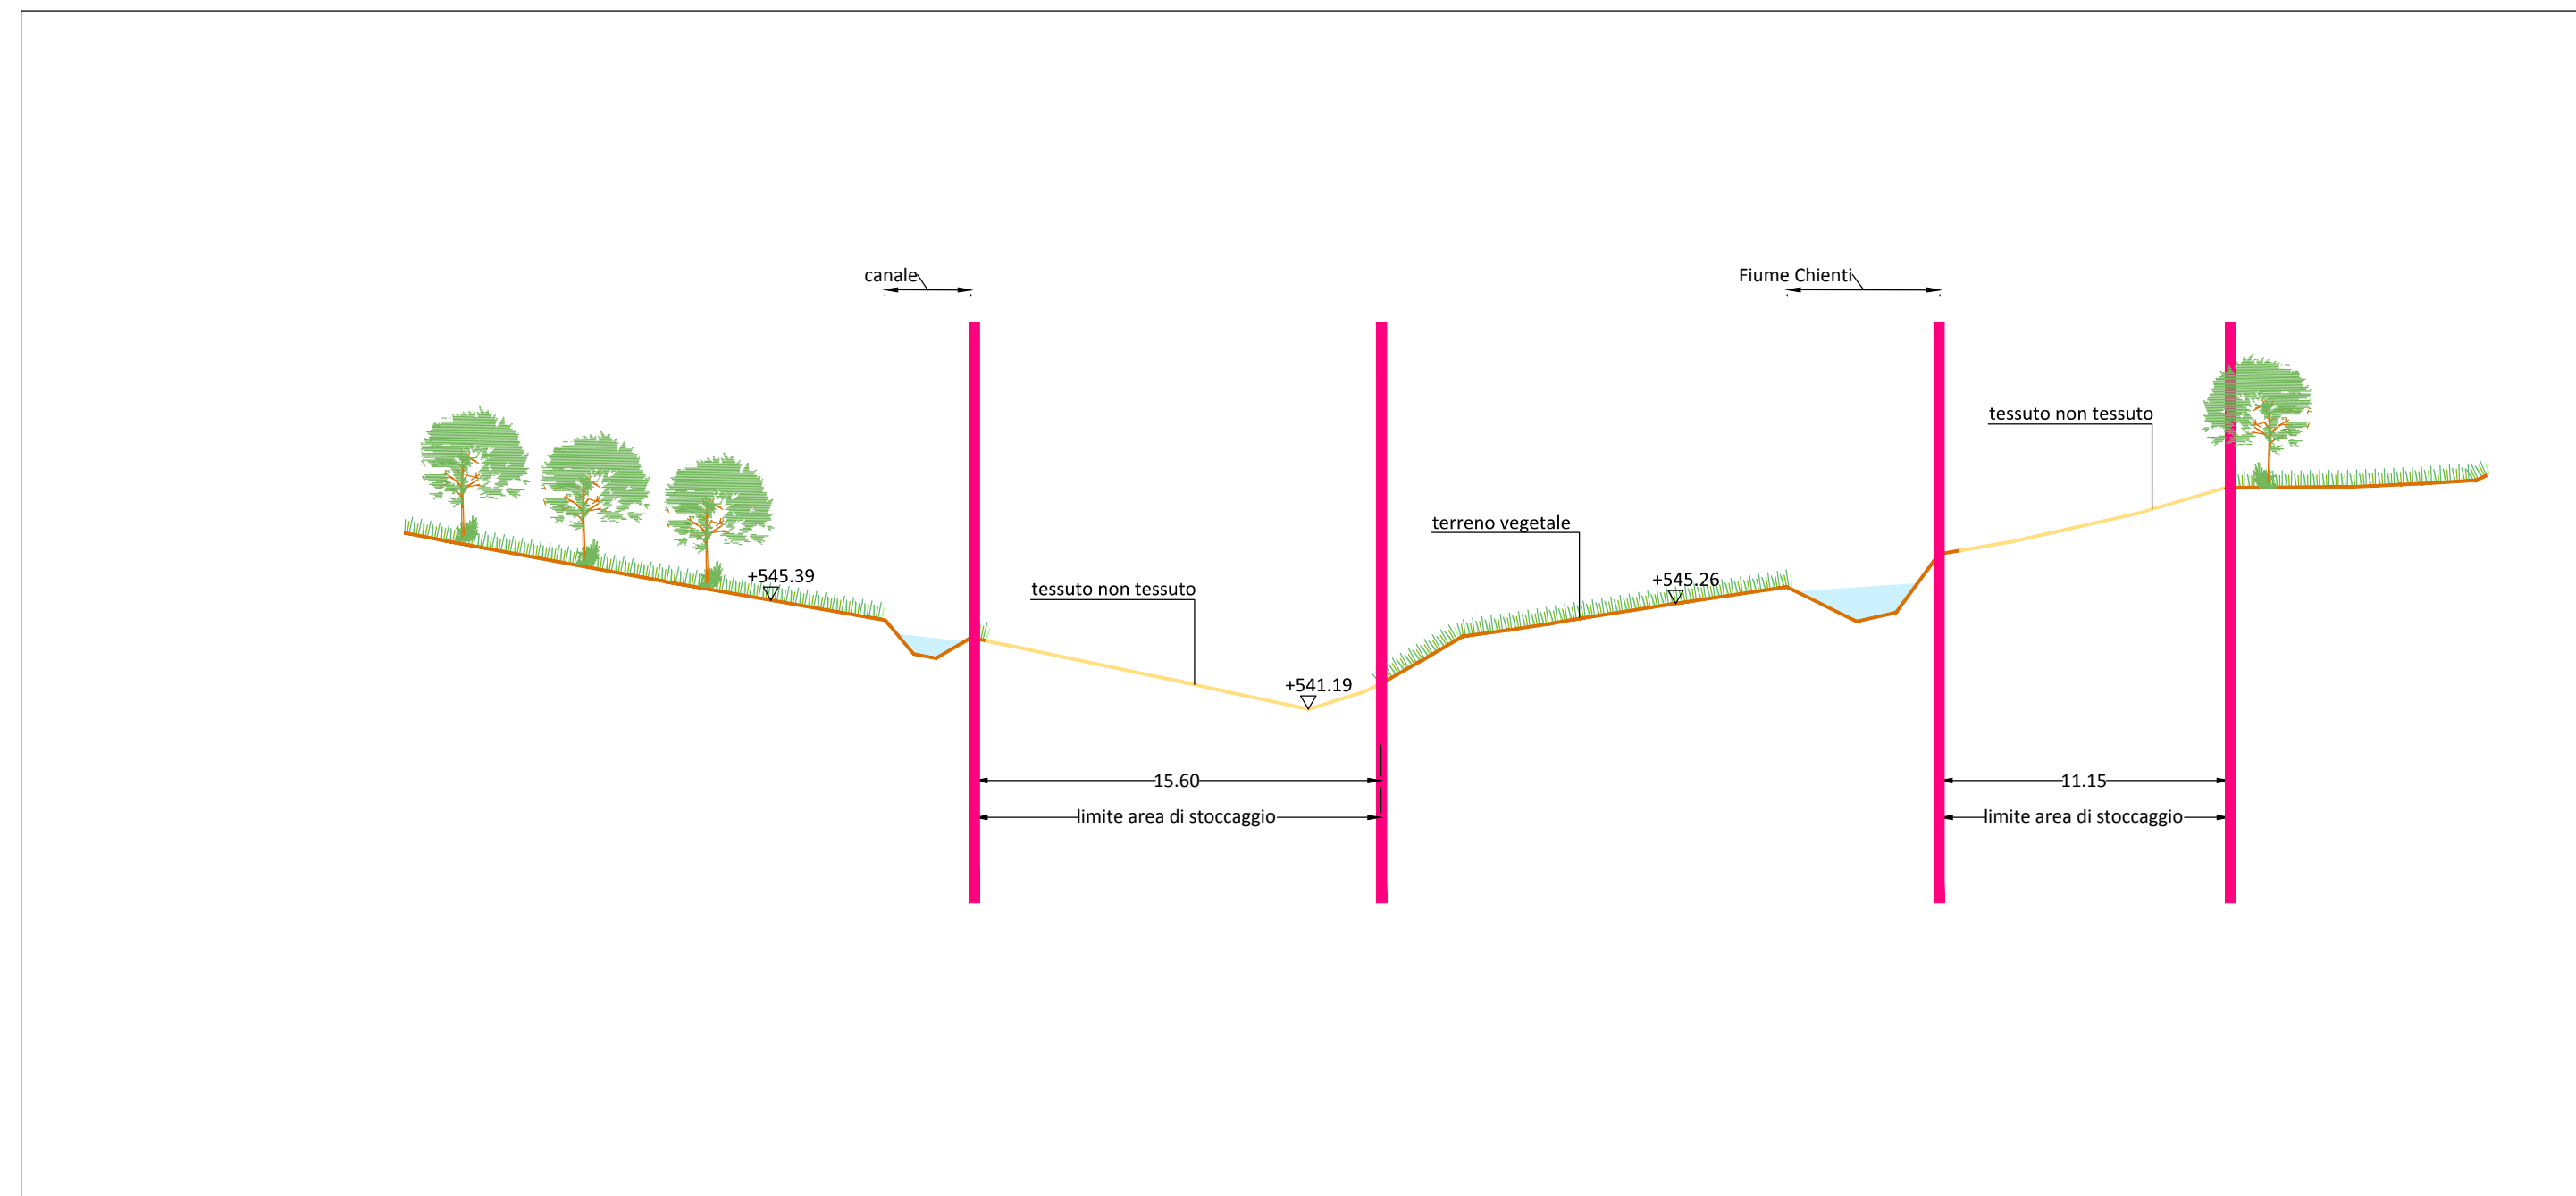 canale
Fiume Chienti
tessuto non tessuto
terreno vegetale
+545.39
+545.26
tessuto non tessuto
+541.19
15.60
11.15
limite area di stoccaggio
limite area di stoccaggio